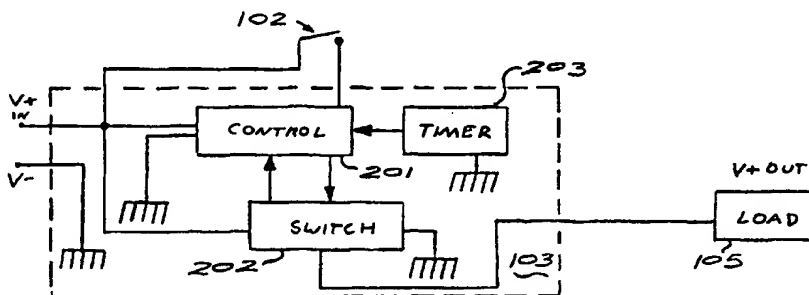 102
203
V+
IN
CONTROL
TIMER
V-
201
V+ OUT
SWITCH
LOAD
202
103
105